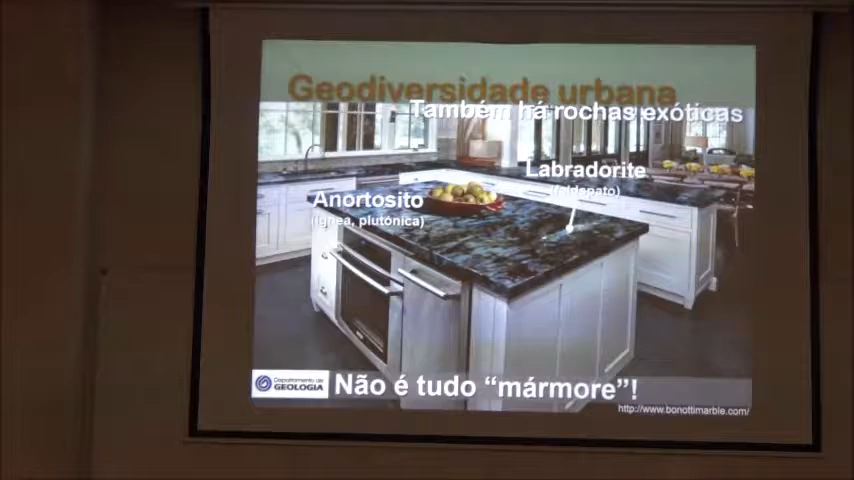 Geodiversidade urbana
Também há rochas exóticas
Labradorite
(feldspato)
Anortosito
(ígnea, plutónica)
Departamento de
GEOLOGIA
Não é tudo “mármore”!
http://www.bonottimarble.com/